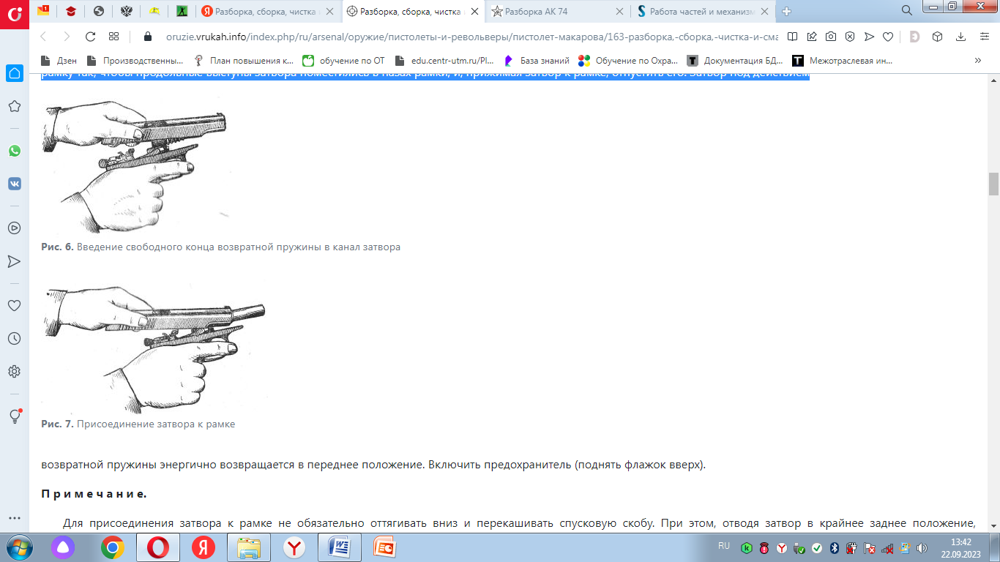 Разборка, сборка, чистка и
Разборка, сборка, чистка
Разборка АК 74
Работа частей и механизм
oruzie.vrukah.info/index.php/ru/arsenal/оружие/пистолеты-и-револьверы/пистолет-макарова/163-разборка,-сборка,-чистка-и-сма
Дзен
Производственны...
План повышения к...
обучение по ОТ
edu.centr-utm.ru/Pl...
База знаний
Обучение по Охра...
Документация БД...
Межотраслевая ин...
»
рамку так, чтобы продольные выступы затвора поместились в пазах рамки, и, прижимая затвор к рамке, отпустить его. Затвор под действием
Рис. 6. Введение свободного конца возвратной пружины в канал затвора
Рис. 7. Присоединение затвора к рамке
возвратной пружины энергично возвращается в переднее положение. Включить предохранитель (поднять флажок вверх).
П р и м е ч а н и е.
Для присоединения затвора к рамке не обязательно оттягивать вниз и перекашивать спусковую скобу. При этом, отводя затвор в крайнее заднее положение,
RU
13:42
22.09.2023